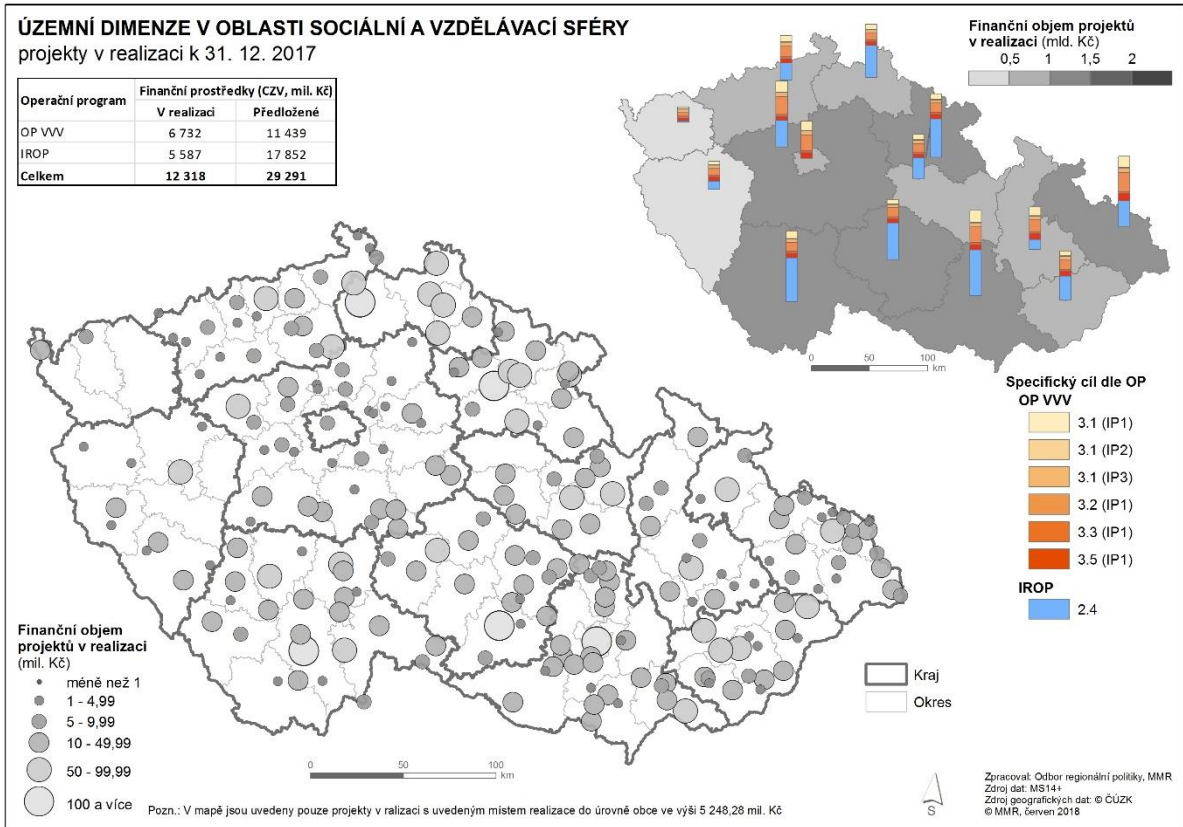 ÚZEMNÍ DIMENZE V OBLASTI SOCIÁLNÍ A VZDĚLÁVACÍ SFÉRY
projekty v realizaci k 31. 12. 2017
Operační program
Finanční prostředky (CZV, mil. Kč)
V realizaci Předložené
OP VVV 6 732 11 439
IROP 5 587 17 852
Celkem 12 318 29 291
Finanční objem projektů
v realizaci (mld. Kč)
0,5 1 1,5 2
0 50 100
km
Specifický cíl dle OP
OP VVV
3.1 (IP1)
3.1 (IP2)
3.1 (IP3)
3.2 (IP1)
3.3 (IP1)
3.5 (IP1)
IROP
2.4
Finanční objem
projektů v realizaci
(mil. Kč)
méně než 1
1 - 4,99
5 - 9,99
10 - 49,99
50 - 99,99
100 a více
Kraj
Okres
0 50 100
km
Pozn.: V mapě jsou uvedeny pouze projekty v ralizaci s uvedeným místem realizace do úrovně obce ve výši 5 248,28 mil. Kč
S
Zpracoval: Odbor regionální politiky, MMR
Zdroj dat: MS14+
Zdroj geografických dat: © ČÚZK
© MMR, červen 2018